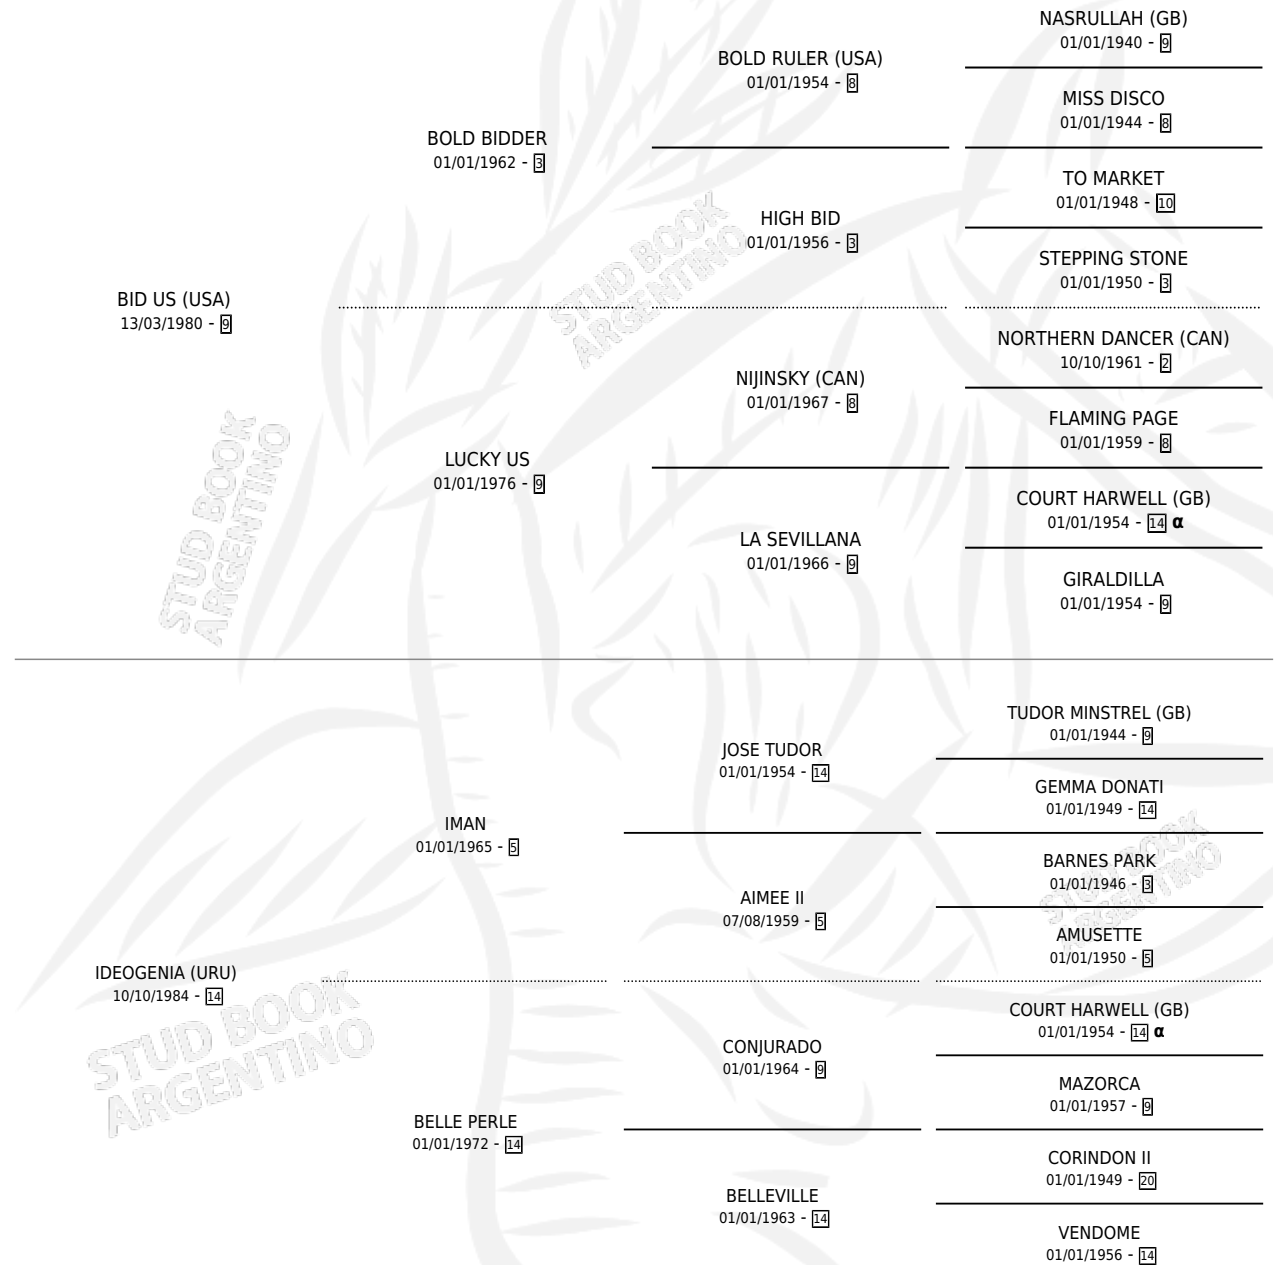 NASRULLAH (GB)
01/01/1940 - 9
BOLD RULER (USA)
01/01/1954 - 8
MISS DISCO
01/01/1944 - 8
BOLD BIDDER
01/01/1962 - 3
TO MARKET
01/01/1948 - 10
HIGH BID
01/01/1956 - 3
STEPPING STONE
01/01/1950 - 3
BID US (USA)
13/03/1980 - 9
NORTHERN DANCER (CAN)
10/10/1961 - 2
NIJINSKY (CAN)
01/01/1967 - 8
FLAMING PAGE
01/01/1959 - 8
LUCKY US
01/01/1976 - 9
COURT HARWELL (GB)
01/01/1954 - 14 α
LA SEVILLANA
01/01/1966 - 9
GIRALDILLA
01/01/1954 - 9
TUDOR MINSTREL (GB)
01/01/1944 - 9
JOSE TUDOR
01/01/1954 - 14
GEMMA DONATI
01/01/1949 - 14
IMAN
01/01/1965 - 5
BARNES PARK
01/01/1946 - 3
AIMEE II
07/08/1959 - 5
AMUSETTE
01/01/1950 - 5
IDEOGENIA (URU)
10/10/1984 - 14
COURT HARWELL (GB)
01/01/1954 - 14 α
CONJURADO
01/01/1964 - 9
MAZORCA
01/01/1957 - 9
BELLE PERLE
01/01/1972 - 14
CORINDON II
01/01/1949 - 20
BELLEVILLE
01/01/1963 - 14
VENDOME
01/01/1956 - 14
STUD BOOK
ARGENTINO
STUD BOOK
ARGENTINO
STUD BOOK
ARGENTINO
STUD BOOK
ARGENTINO